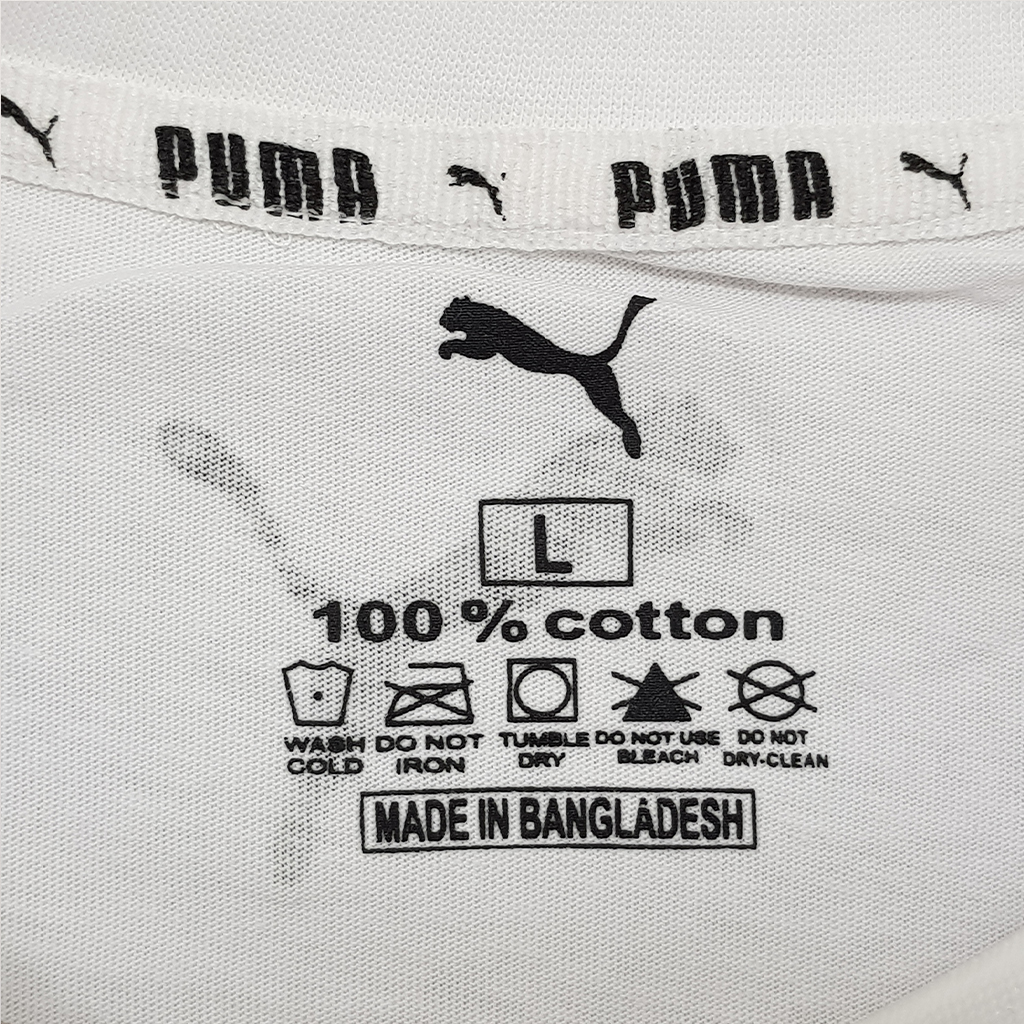 PUMA PUMA
L
100 % cotton
WASH COLD
DO NOT IRON
TUMBLE DRY
DO NOT USE BLEACH
DO NOT DRY-CLEAN
MADE IN BANGLADESH